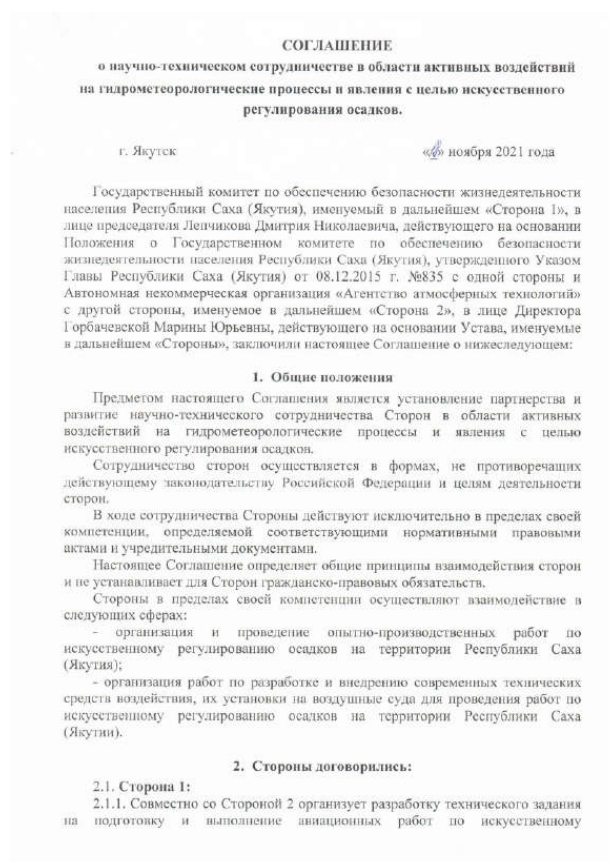 СОГЛАШЕНИЕ
о научно-техническом сотрудничестве в области активных воздействий
на гидрометеорологические процессы и явления с целью искусственного
регулирования осадков.
г. Якутск « » ноября 2021 года
Государственный комитет по обеспечению безопасности жизнедеятельности
населения Республики Саха (Якутия), именуемый в дальнейшем «Сторона 1», в
лице председателя Лепчикова Дмитрия Николаевича, действующего на основании
Положения о Государственном комитете по обеспечению безопасности
жизнедеятельности населения Республики Саха (Якутия), утвержденного Указом
Главы Республики Саха (Якутия) от 08.12.2015 г. №835 с одной стороны и
Автономная некоммерческая организация «Агентство атмосферных технологий»
с другой стороны, именуемое в дальнейшем «Сторона 2», в лице Директора
Горбачевской Марины Юрьевны, действующего на основании Устава, именуемые
в дальнейшем «Стороны», заключили настоящее Соглашение о нижеследующем:
1. Общие положения
Предметом настоящего Соглашения является установление партнерства и
развитие научно-технического сотрудничества Сторон в области активных
воздействий на гидрометеорологические процессы и явления с целью
искусственного регулирования осадков.
Сотрудничество сторон осуществляется в формах, не противоречащих
действующему законодательству Российской Федерации и целям деятельности
сторон.
В ходе сотрудничества Стороны действуют исключительно в пределах своей
компетенции, определяемой соответствующими нормативными правовыми
актами и учредительными документами.
Настоящее Соглашение определяет общие принципы взаимодействия сторон
и не устанавливает для Сторон гражданско-правовых обязательств.
Стороны в пределах своей компетенции осуществляют взаимодействие в
следующих сферах:
- организация и проведение опытно-производственных работ по
искусственному регулированию осадков на территории Республики Саха
(Якутия);
- организация работ по разработке и внедрению современных технических
средств воздействия, их установки на воздушные суда для проведения работ по
искусственному регулированию осадков на территории Республики Саха
(Якутии).
2. Стороны договорились:
2.1. Сторона 1:
2.1.1. Совместно со Стороной 2 организует разработку технического задания
на подготовку и выполнение авиационных работ по искусственному